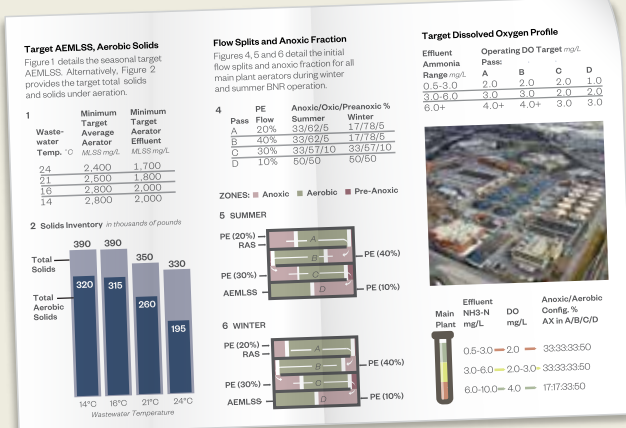 Target AEMLSS, Aerobic Solids
Figure 1 details the seasonal target
AEMLSS. Alternatively, Figure 2
provides the target total solids
and solids under aeration.
1
Waste-
water
Temp. °C
Minimum
Target
Average
Aerator
MLSS mg/L
Minimum
Target
Aerator
Effluent
MLSS mg/L
24 2,400 1,700
21 2,500 1,800
16 2,800 2,000
14 2,800 2,000
2 Solids Inventory in thousands of pounds
390 390 350 330
Total
Solids
320 315 260 195
Total
Aerobic
Solids
14°C 16°C 21°C 24°C
Wastewater Temperature
Flow Splits and Anoxic Fraction
Figures 4, 5 and 6 detail the initial
flow splits and anoxic fraction for all
main plant aerators during winter
and summer BNR operation.
4
Pass
PE
Flow
Anoxic/Oxic/Preanoxic %
Summer Winter
A 20% 33/62/5 17/78/5
B 40% 33/62/5 17/78/5
C 30% 33/57/10 33/57/10
D 10% 50/50 50/50
ZONES: Anoxic Aerobic Pre-Anoxic
5 SUMMER
PE (20%)
RAS
A
B
PE (40%)
PE (30%)
C
AEMLSS
D
PE (10%)
6 WINTER
PE (20%)
RAS
A
B
PE (40%)
PE (30%)
C
AEMLSS
D
PE (10%)
Target Dissolved Oxygen Profile
Effluent
Ammonia
Range mg/L
Operating DO Target mg/L
Pass:
A B C D
0.5-3.0 2.0 2.0 2.0 1.0
3.0-6.0 3.0 3.0 2.0 2.0
6.0+ 4.0+ 4.0+ 3.0 3.0
Main
Plant
Effluent
NH3-N
mg/L
DO
mg/L
Anoxic/Aerobic
Config. %
AX in A/B/C/D
0.5-3.0 2.0 33:33:33:50
3.0-6.0 2.0-3.0 33:33:33:50
6.0-10.0 4.0 17:17:33:50